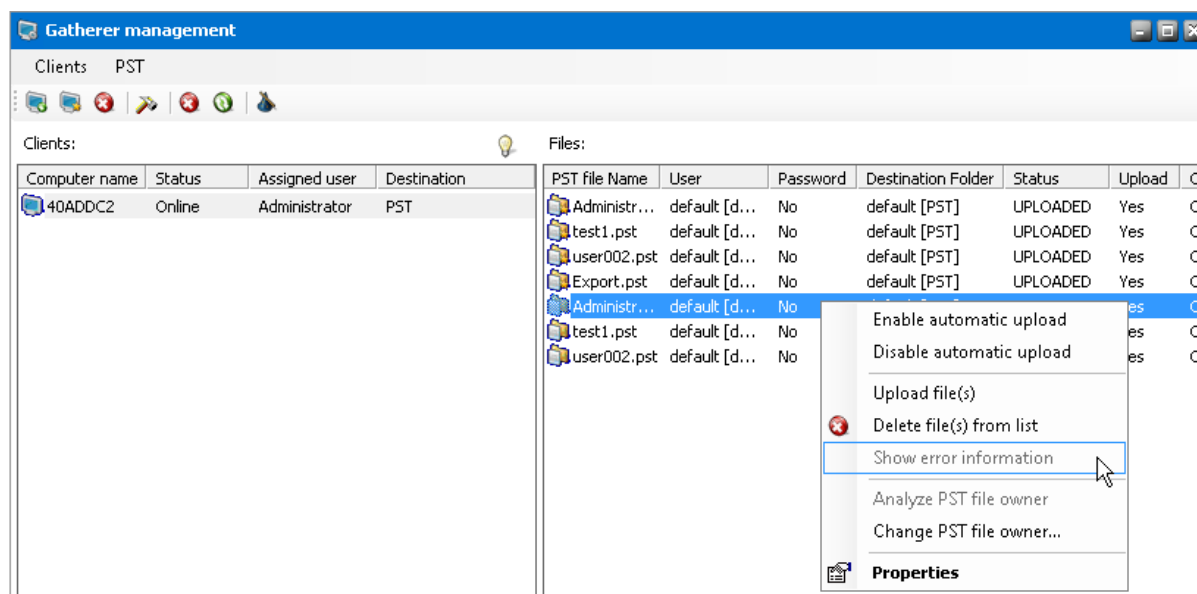 Gatherer management
Clients PST
Clients: Files:
Computer name Status Assigned user Destination PST file Name User Password Destination Folder Status Upload
40ADDC2 Online Administrator PST Administr... default [d... No default [PST] UPLOADED Yes
test1.pst default [d... No default [PST] UPLOADED Yes
user002.pst default [d... No default [PST] UPLOADED Yes
Export.pst default [d... No default [PST] UPLOADED Yes
Administr... default [d... No
Enable automatic upload
test1.pst default [d... No
Disable automatic upload
user002.pst default [d... No
Upload file(s)
Delete file(s) from list
Show error information
Analyze PST file owner
Change PST file owner...
Properties